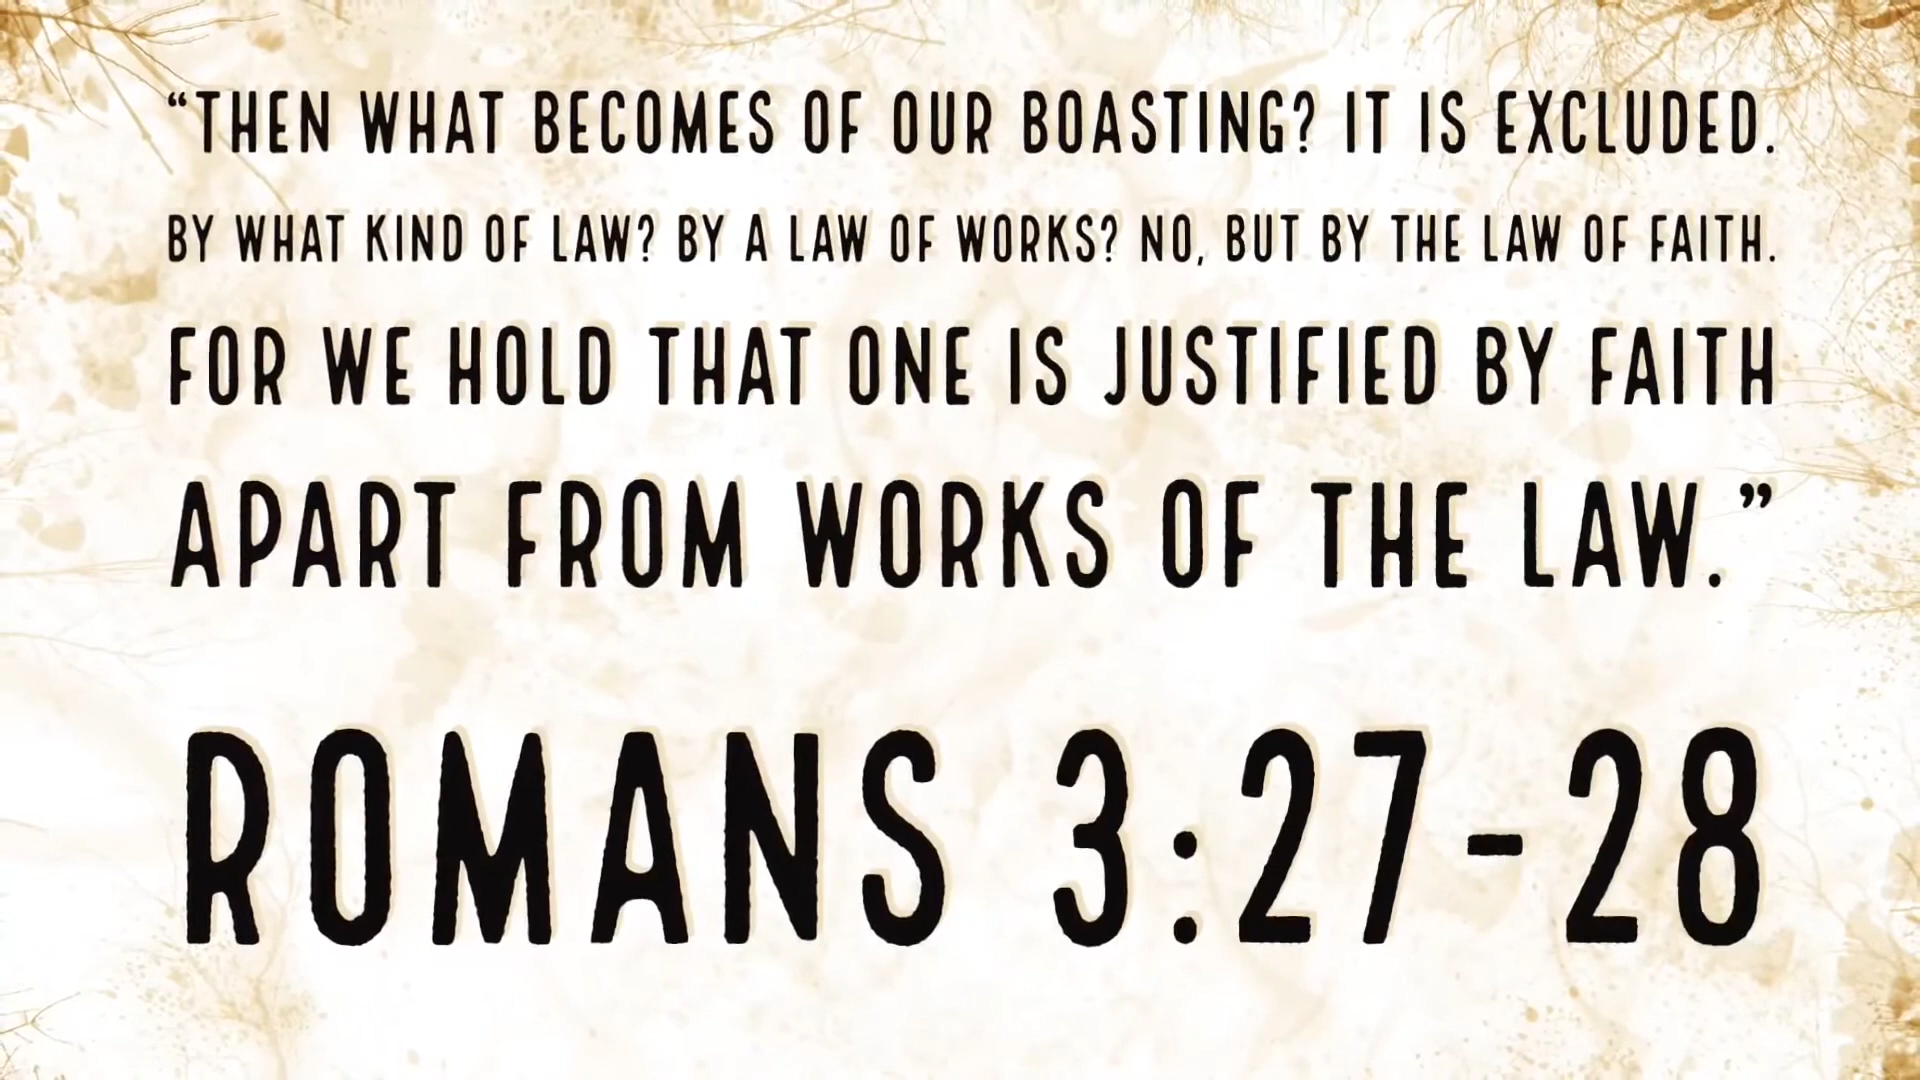 “THEN WHAT BECOMES OF OUR BOASTING? IT IS EXCLUDED.
BY WHAT KIND OF LAW? BY A LAW OF WORKS? NO, BUT BY THE LAW OF FAITH.
FOR WE HOLD THAT ONE IS JUSTIFIED BY FAITH
APART FROM WORKS OF THE LAW.”
ROMANS 3:27-28